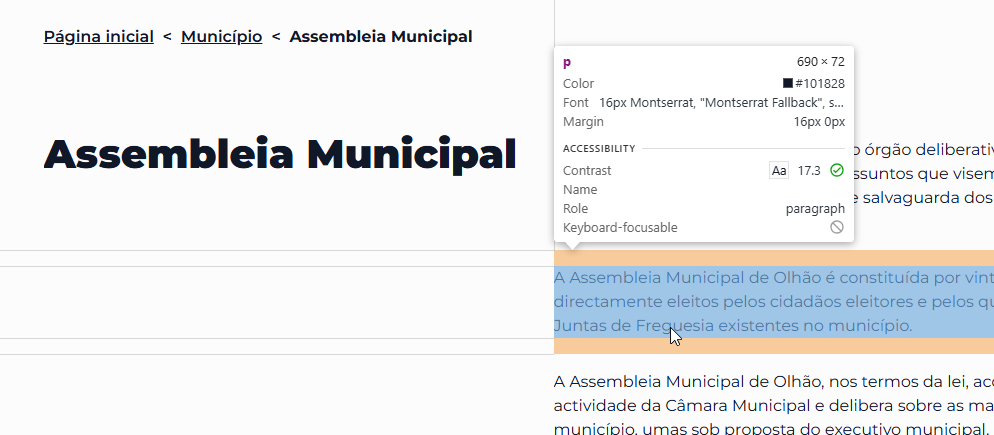 Página inicial < Município < Assembleia Municipal
Assembleia Municipal
p 690 × 72
Color #101828
Font 16px Montserrat, "Montserrat Fallback", s...
Margin 16px 0px
ACCESSIBILITY
Contrast Aa 17.3
Name
Role paragraph
Keyboard-focusable
órgão deliberativ
ssuntos que visem
e salvaguarda dos
A Assembleia Municipal de Olhão é constituída por vint
directamente eleitos pelos cidadãos eleitores e pelos qu
Juntas de Freguesia existentes no município.
A Assembleia Municipal de Olhão, nos termos da lei, aco
actividade da Câmara Municipal e delibera sobre as ma
município, umas sob proposta do executivo municipal,